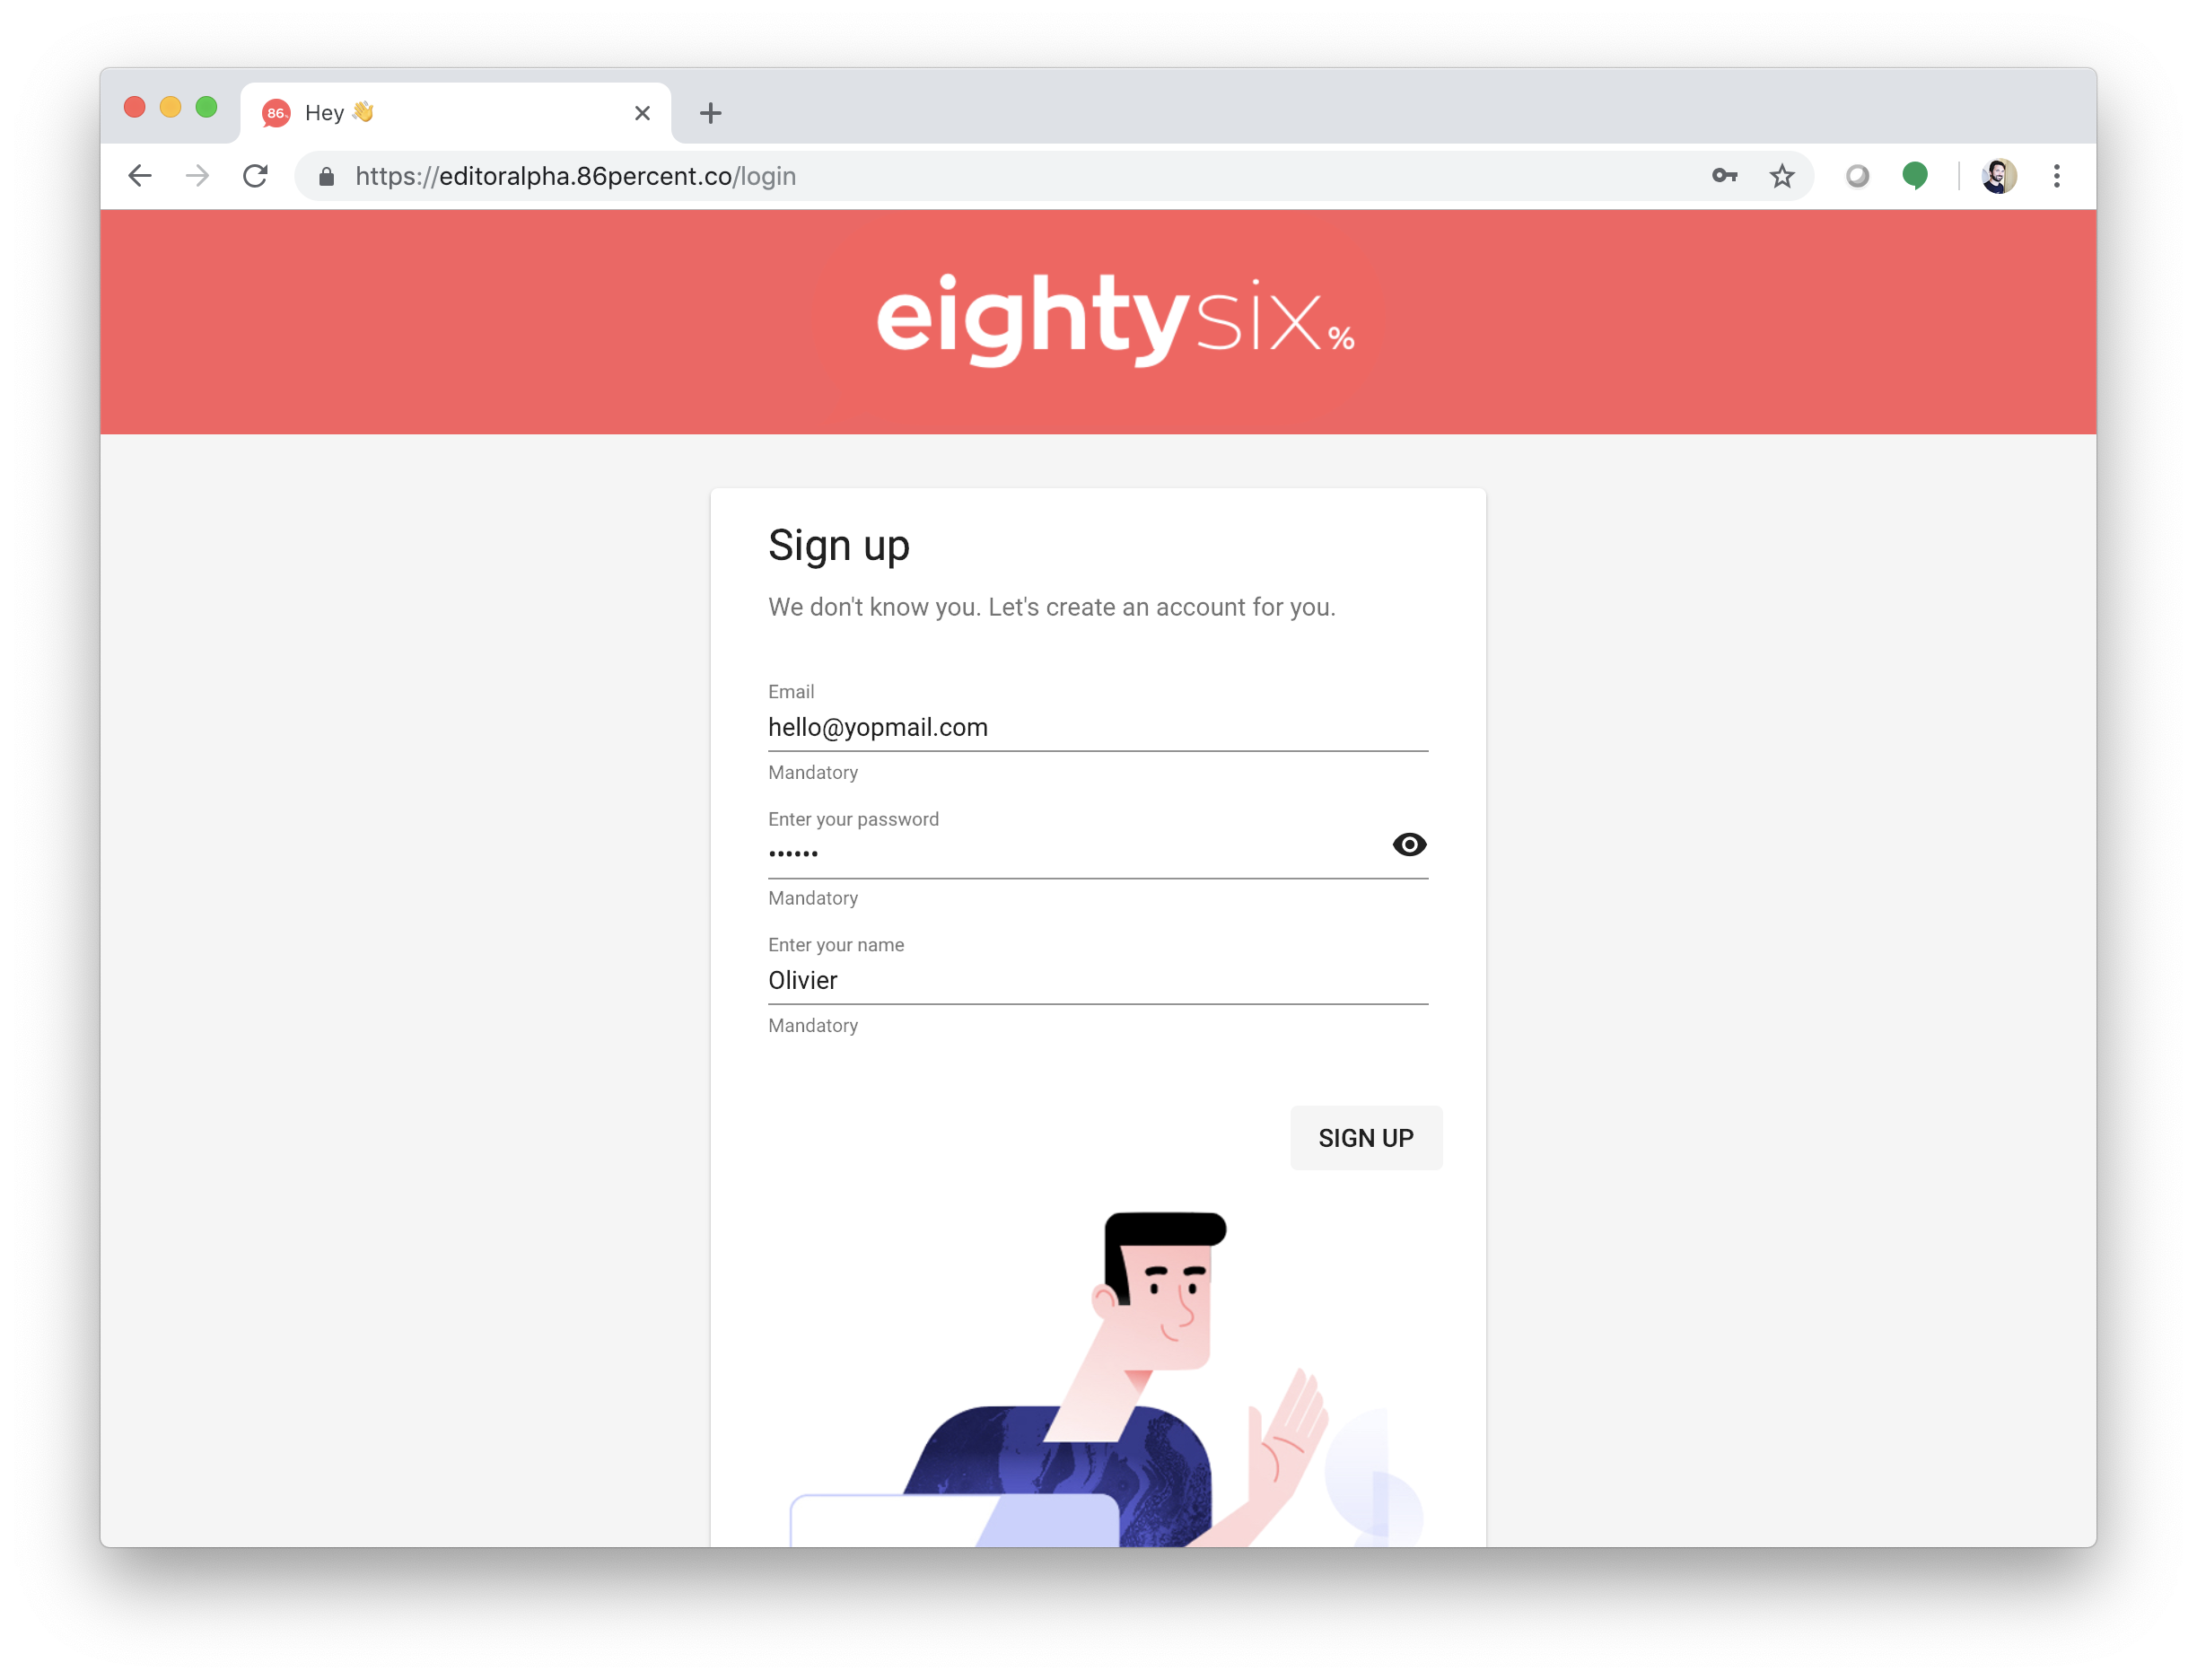 86%
Hey 👋
https://editoralpha.86percent.co/login
eightysix%
Sign up
We don't know you. Let's create an account for you.
Email
hello@yopmail.com
Mandatory
Enter your password
••••••
Mandatory
Enter your name
Olivier
Mandatory
SIGN UP